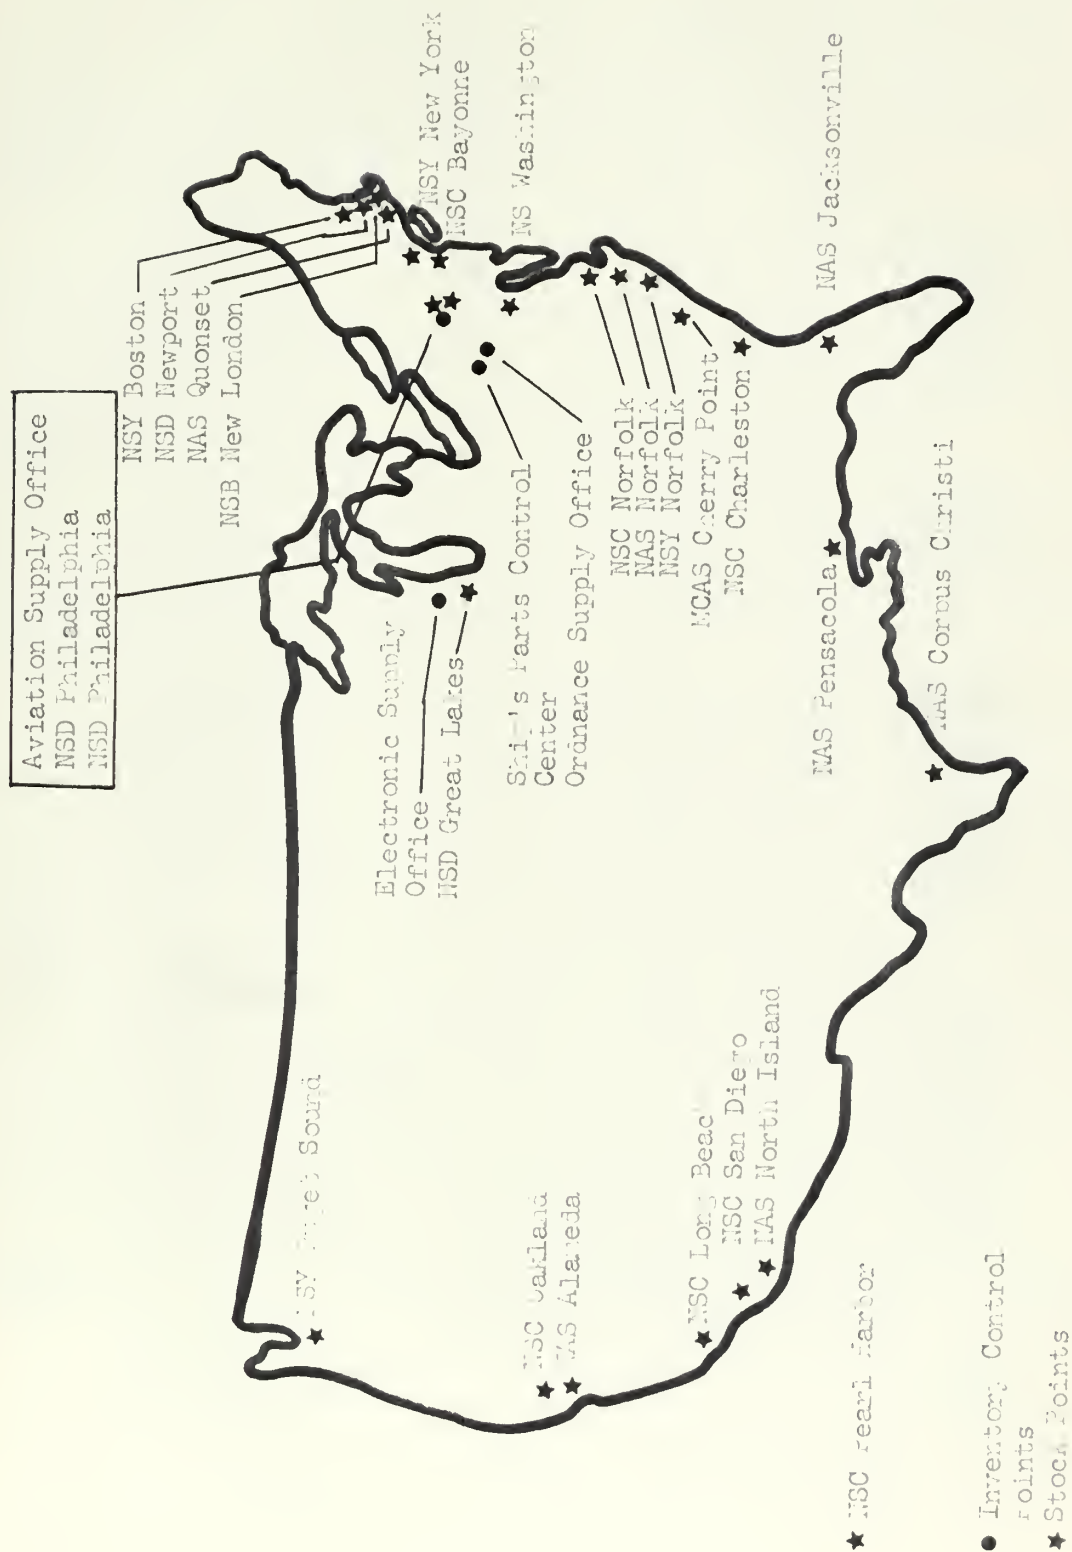 Aviation Supply Office
NSD Philadelphia
NSD Philadelphia
NSY Boston
NSD Newport
NAS Quonset
NSB New London
NSY New York
NSC Bayonne
NS Washington
Electronic Supply
Office
NSD Great Lakes
Ship's Parts Control
Center
Ordnance Supply Office
NSC Norfolk
NAS Norfolk
NSY Norfolk
MCAS Cherry Point
NSC Charleston
NAS Jacksonville
NAS Pensacola
NAS Corpus Christi
NSY Puget Sound
NSC Oakland
NAS Alameda
NSC Long Beach
NSC San Diego
NAS North Island
NSC Pearl Harbor
Inventory Control
Points
Stock Points